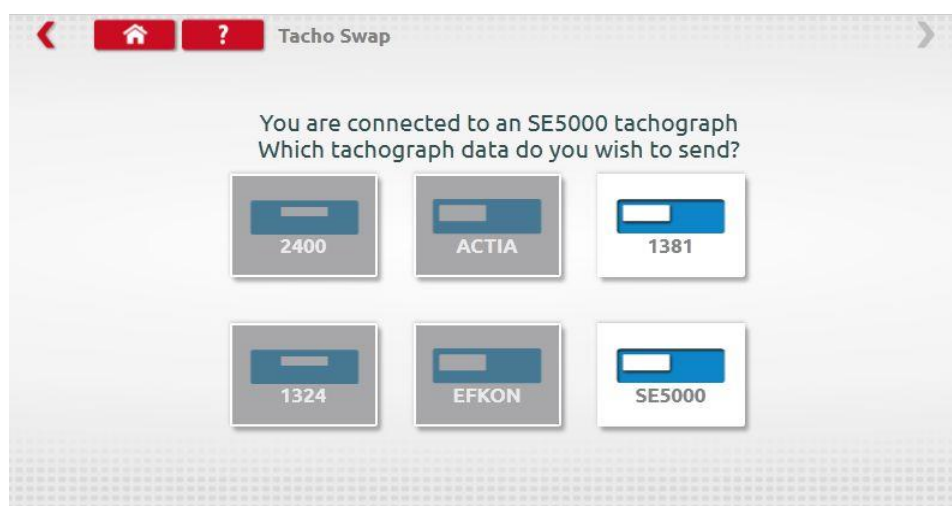 ? Tacho Swap
You are connected to an SE5000 tachograph
Which tachograph data do you wish to send?
2400 ACTIA 1381
1324 EFKON SE5000